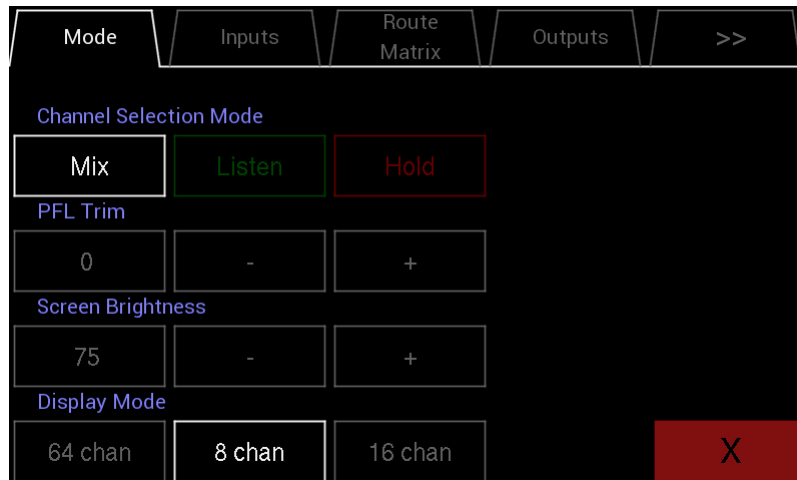 Mode
Inputs
Route
Matrix
Outputs
>>
Channel Selection Mode
Mix
Listen
Hold
PFL Trim
0
-
+
Screen Brightness
75
-
+
Display Mode
64 chan
8 chan
16 chan
X